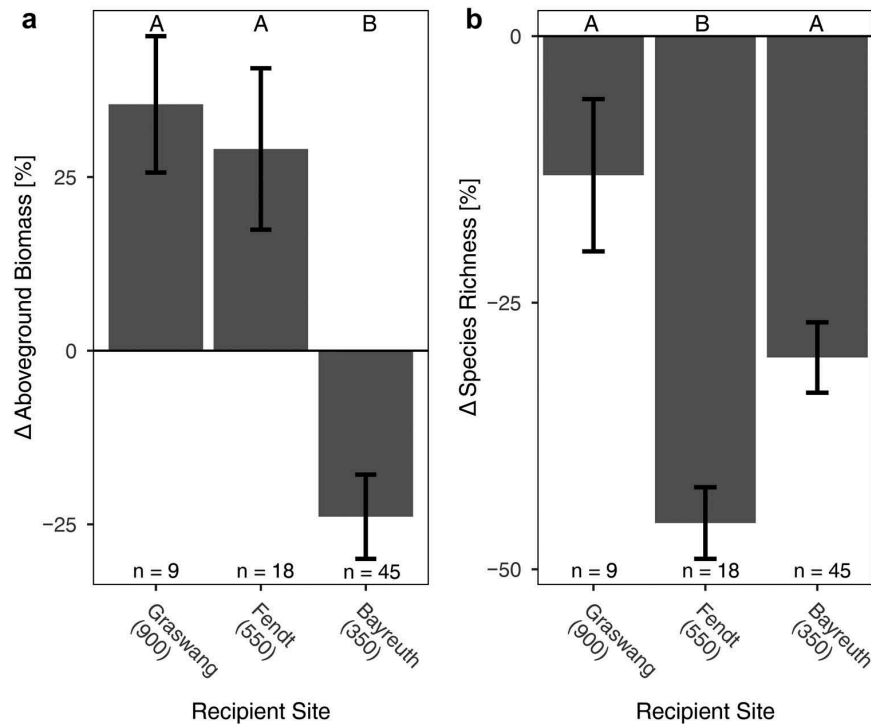 a
A A B
Δ Aboveground Biomass [%]
25
0
−25
n = 9 n = 18 n = 45
Graswang
(900)
Fendt
(550)
Bayreuth
(350)
Recipient Site
b
A B A
Δ Species Richness [%]
0
−25
−50
n = 9 n = 18 n = 45
Graswang
(900)
Fendt
(550)
Bayreuth
(350)
Recipient Site